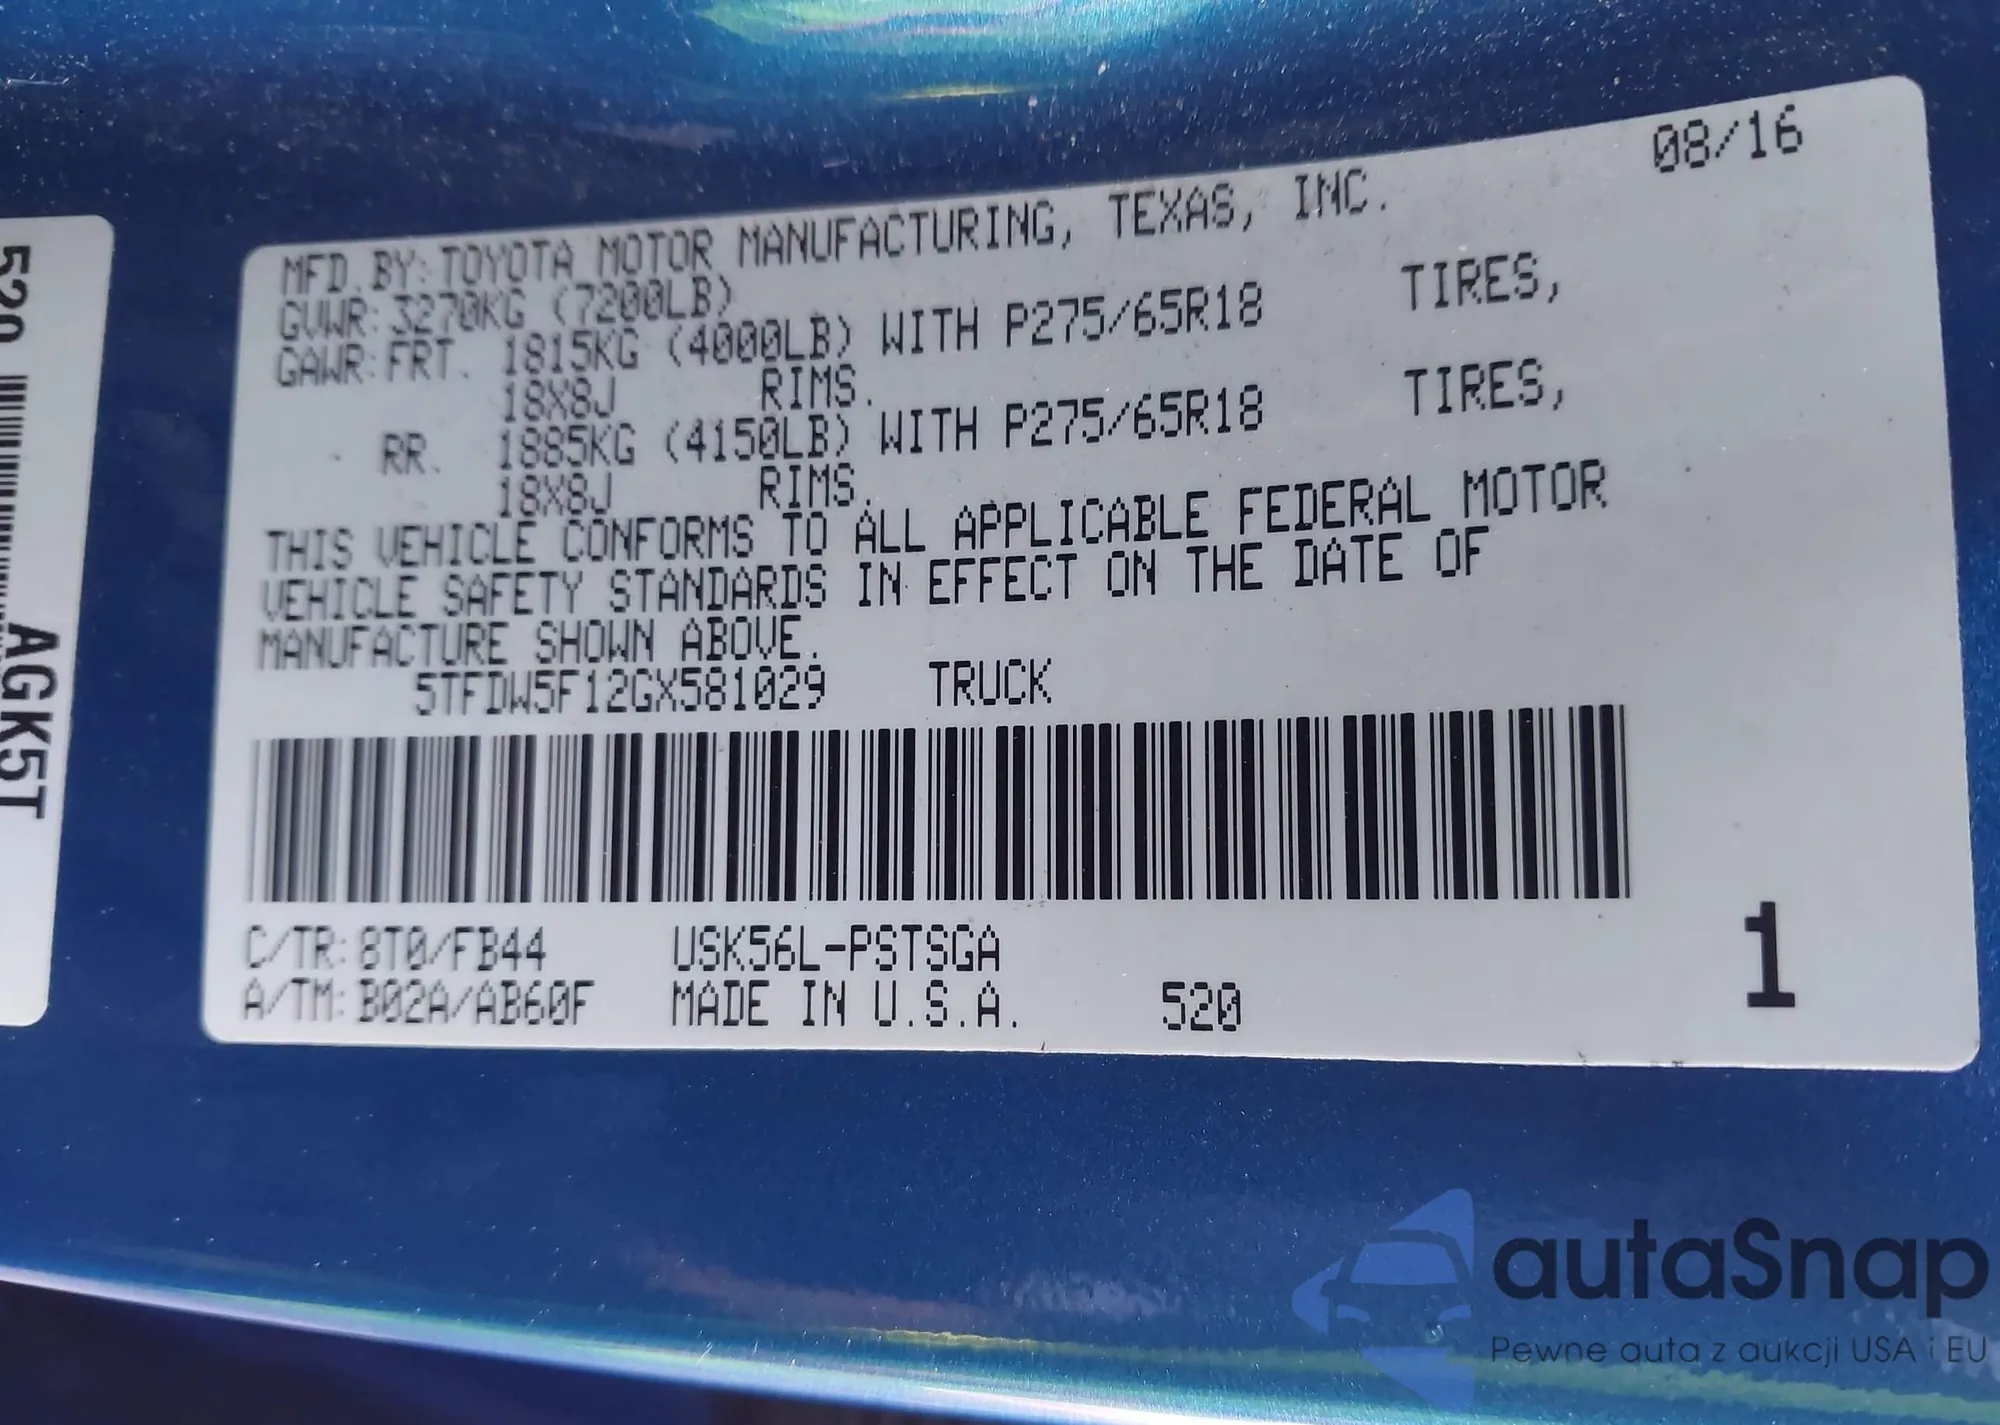 08/16
MFD.BY:TOYOTA MOTOR MANUFACTURING, TEXAS, INC.
GVWR:3270KG (7200LB)
GAWR:FRT. 1815KG (4000LB) WITH P275/65R18 TIRES,
18X8J RIMS.
RR. 1885KG (4150LB) WITH P275/65R18 TIRES,
18X8J RIMS.
THIS VEHICLE CONFORMS TO ALL APPLICABLE FEDERAL MOTOR
VEHICLE SAFETY STANDARDS IN EFFECT ON THE DATE OF
MANUFACTURE SHOWN ABOVE.
5TFDW5F12GX581029 TRUCK
C/TR:8T0/FB44 USK56L-PSTSGA
A/TM:B02A/AB60F MADE IN U.S.A. 520
1
520
AGK5T
autaSnap
Pewne auta z aukcji USA i EU